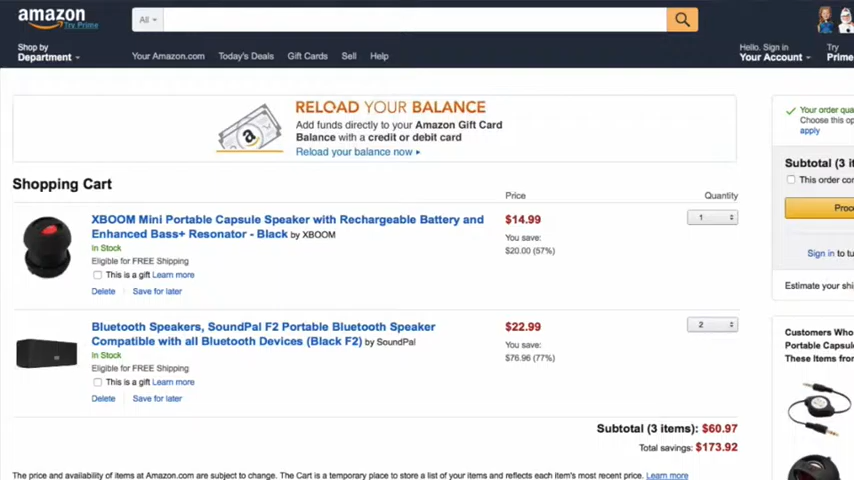 amazon
Try Prime
All
Shop by
Department
Your Amazon.com Today's Deals Gift Cards Sell Help
Hello. Sign in
Your Account
Try
Prime
RELOAD YOUR BALANCE
Add funds directly to your Amazon Gift Card
Balance with a credit or debit card
Reload your balance now
Shopping Cart
Price Quantity
XBOOM Mini Portable Capsule Speaker with Rechargeable Battery and
Enhanced Bass+ Resonator - Black by XBOOM
In Stock
Eligible for FREE Shipping
This is a gift Learn more
Delete Save for later
$14.99
You save:
$20.00 (57%)
1
Bluetooth Speakers, SoundPal F2 Portable Bluetooth Speaker
Compatible with all Bluetooth Devices (Black F2) by SoundPal
In Stock
Eligible for FREE Shipping
This is a gift Learn more
Delete Save for later
$22.99
You save:
$76.96 (77%)
2
Subtotal (3 items): $60.97
Total savings: $173.92
The price and availability of items at Amazon.com are subject to change. The Cart is a temporary place to store a list of your items and reflects each item's most recent price. Learn more
Your order qua
Choose this op
apply
Subtotal (3 it
This order con
Proc
Sign in to tu
Estimate your shi
Customers Who
Portable Capsul
These Items from